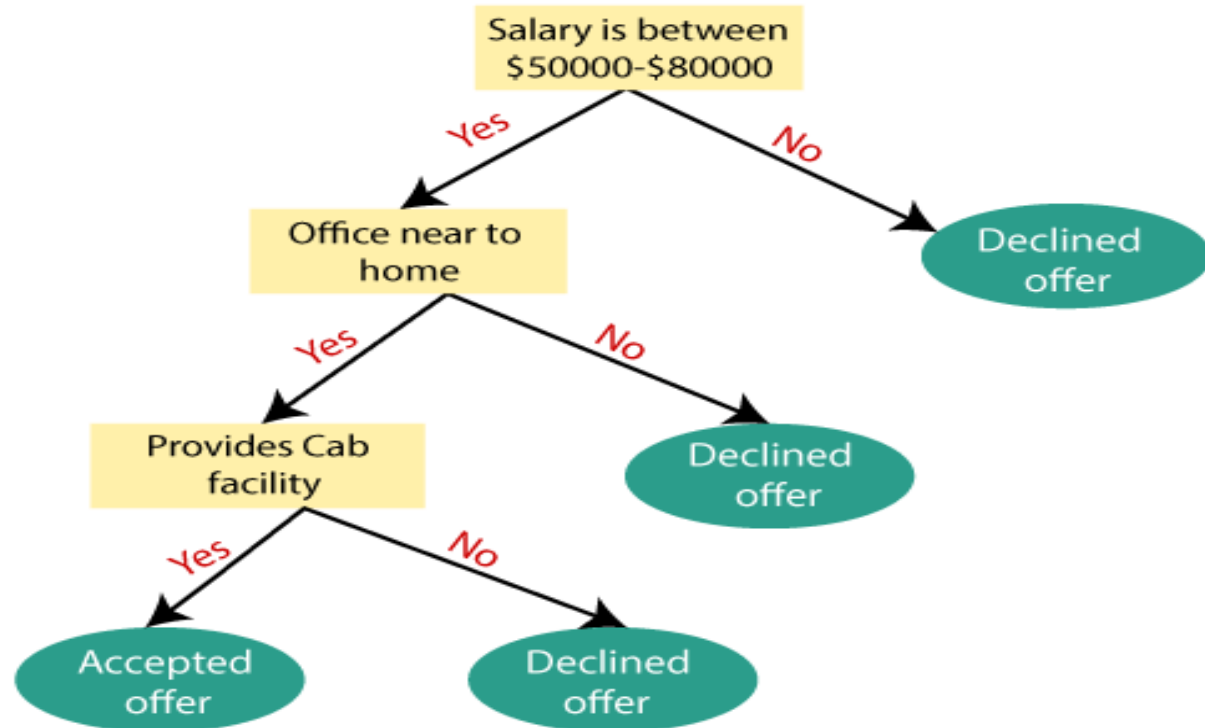 Salary is between
$50000-$80000
Yes
No
Office near to
home
Declined
offer
Yes
No
Provides Cab
facility
Declined
offer
Yes
No
Accepted
offer
Declined
offer